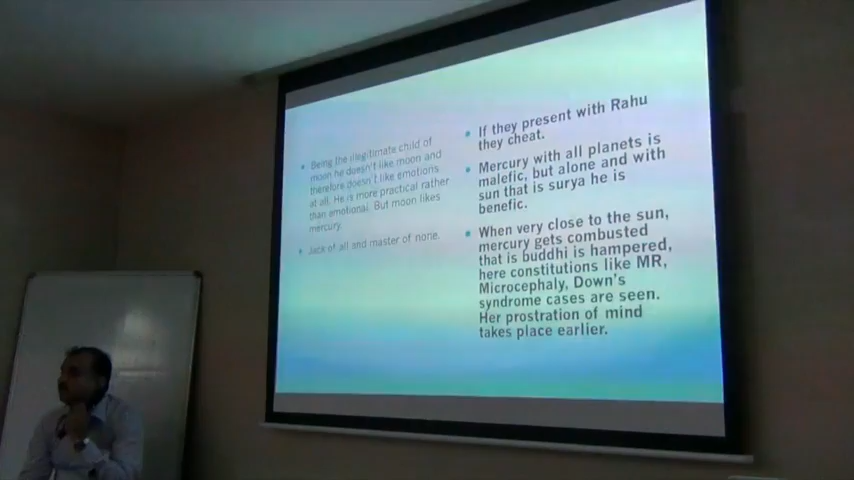 Being the illegitimate child of
moon he doesn't like moon and
therefore doesn't like emotions
at all. He is more practical rather
than emotional. But moon likes
mercury.
Jack of all and master of none.
If they present with Rahu
they cheat.
Mercury with all planets is
malefic, but alone and with
sun that is surya he is
benefic.
When very close to the sun,
mercury gets combusted
that is buddhi is hampered,
here constitutions like MR,
Microcephaly, Down's
syndrome cases are seen.
Her prostration of mind
takes place earlier.